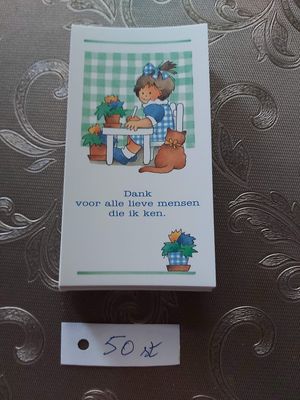 Dank
voor alle lieve mensen
die ik ken.
50 st